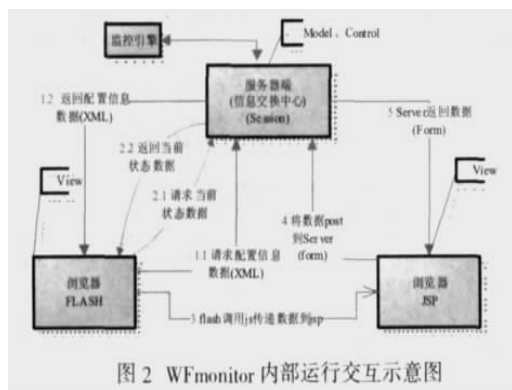 监控引擎
Model、Control
服务器端
(信息交换中心)
(Session)
1.2 返回配置信息
数据(XML)
5 Server返回数据
(Form)
2.2 返回当前
状态数据
View
View
2.1 请求当前
状态数据
4 将数据post
到Server
(form)
1.1 请求配置信息
数据(XML)
浏览器
FLASH
浏览器
JSP
3 flash调用js传递数据到jsp
图 2 WFmonitor 内部运行交互示意图